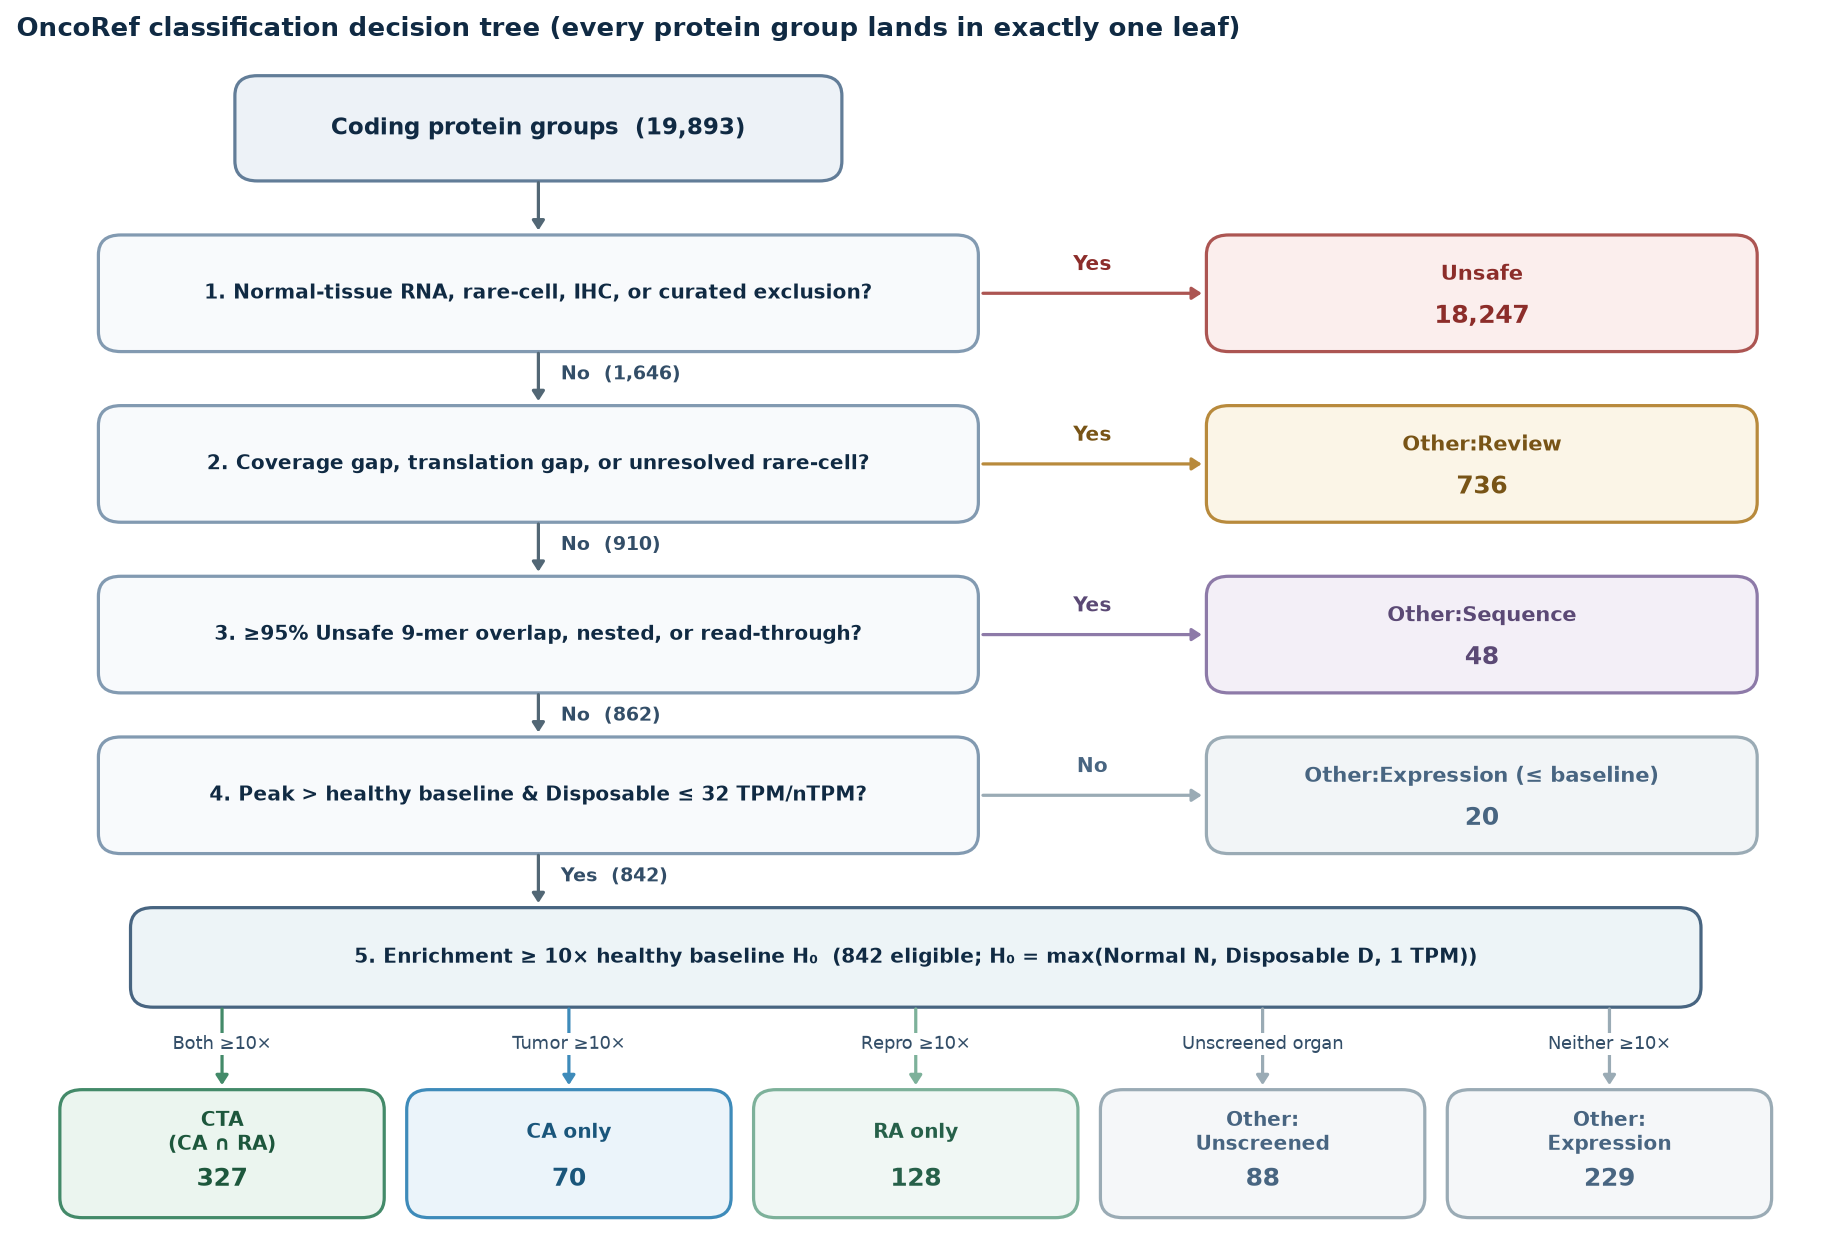 OncoRef classification decision tree (every protein group lands in exactly one leaf)
Coding protein groups (19,893)
1. Normal-tissue RNA, rare-cell, IHC, or curated exclusion?
Yes
Unsafe
18,247
No (1,646)
2. Coverage gap, translation gap, or unresolved rare-cell?
Yes
Other:Review
736
No (910)
3. ≥95% Unsafe 9-mer overlap, nested, or read-through?
Yes
Other:Sequence
48
No (862)
4. Peak > healthy baseline & Disposable ≤ 32 TPM/nTPM?
No
Other:Expression (≤ baseline)
20
Yes (842)
5. Enrichment ≥ 10× healthy baseline H₀ (842 eligible; H₀ = max(Normal N, Disposable D, 1 TPM))
Both ≥10×
Tumor ≥10×
Repro ≥10×
Unscreened organ
Neither ≥10×
CTA
(CA ∩ RA)
327
CA only
70
RA only
128
Other:
Unscreened
88
Other:
Expression
229